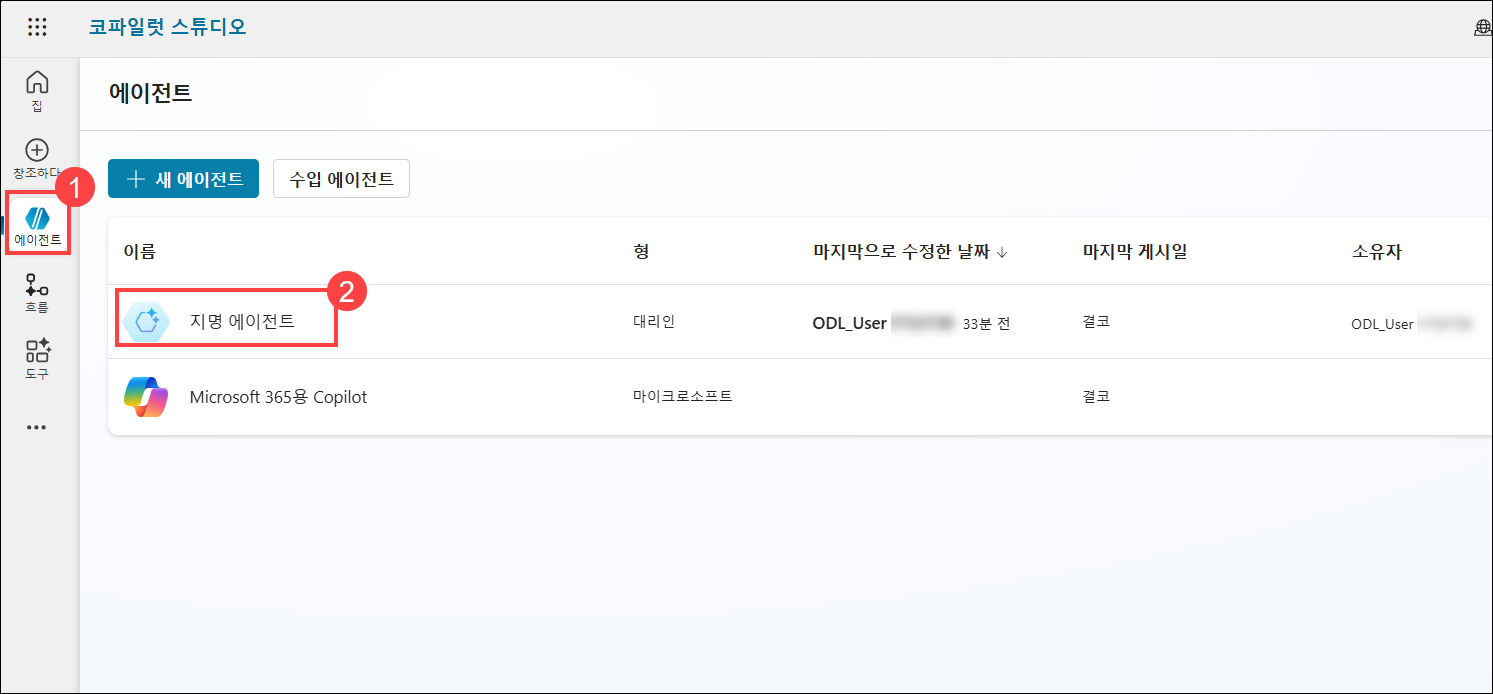 코파일럿 스튜디오
집
창조하다
1
에이전트
흐름
도구
에이전트
새 에이전트
수입 에이전트
이름 형 마지막으로 수정한 날짜 ↓ 마지막 게시일 소유자
2
지명 에이전트 대리인 ODL_User 33분 전 결코 ODL_User
Microsoft 365용 Copilot 마이크로소프트 결코